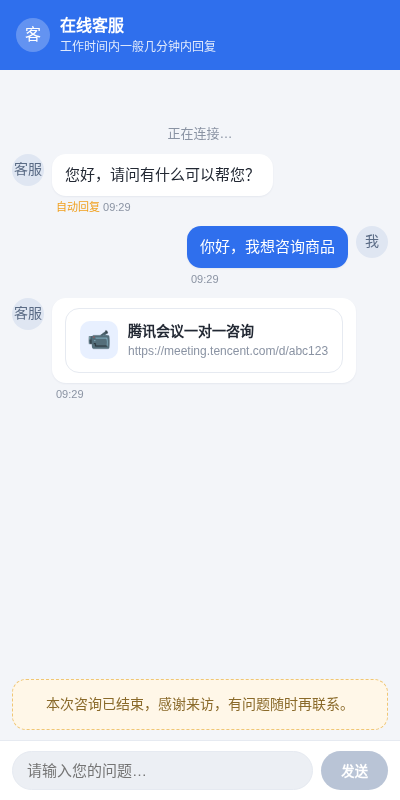 客
在线客服
工作时间内一般几分钟内回复
正在连接…
客服
您好，请问有什么可以帮您？
自动回复 09:29
你好，我想咨询商品
我
09:29
客服
腾讯会议一对一咨询
https://meeting.tencent.com/d/abc123
09:29
本次咨询已结束，感谢来访，有问题随时再联系。
请输入您的问题…
发送